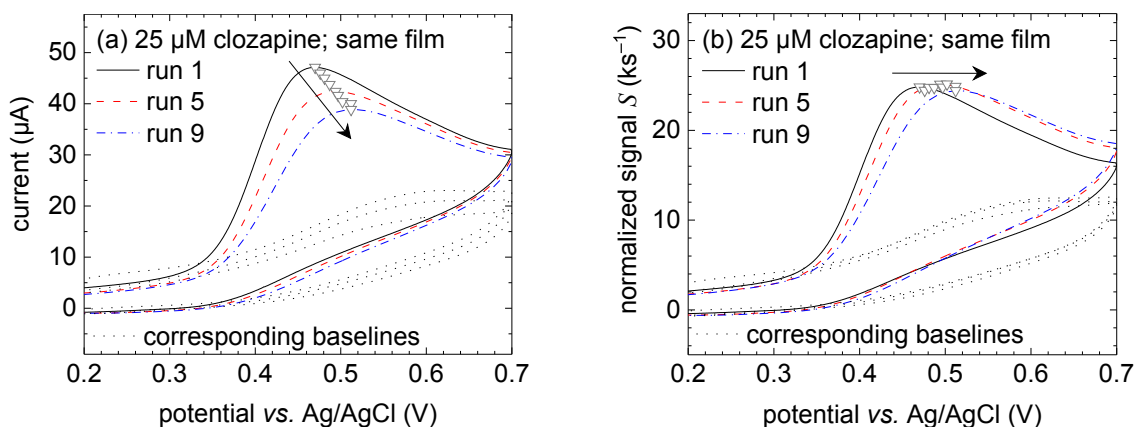 (a) 25 µM clozapine; same film
run 1
run 5
run 9
corresponding baselines
current (µA)
50
40
30
20
10
0
0.2 0.3 0.4 0.5 0.6 0.7
potential vs. Ag/AgCl (V)
(b) 25 µM clozapine; same film
run 1
run 5
run 9
corresponding baselines
normalized signal S (ks⁻¹)
30
20
10
0
0.2 0.3 0.4 0.5 0.6 0.7
potential vs. Ag/AgCl (V)